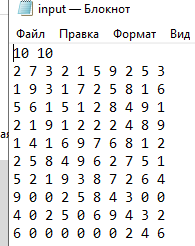 input — Блокнот
Файл Правка Формат Вид
10 10
2 7 3 2 1 5 9 2 5 3
1 9 3 1 7 2 5 8 1 6
5 6 1 5 1 2 8 4 9 1
2 1 9 1 2 2 2 4 8 9
1 4 1 6 9 7 6 8 1 2
2 5 8 4 9 6 2 7 5 1
5 2 1 9 3 8 7 2 6 4
9 0 0 2 5 8 4 3 0 0
4 0 2 5 0 6 9 4 3 2
6 0 0 0 0 0 0 2 4 6